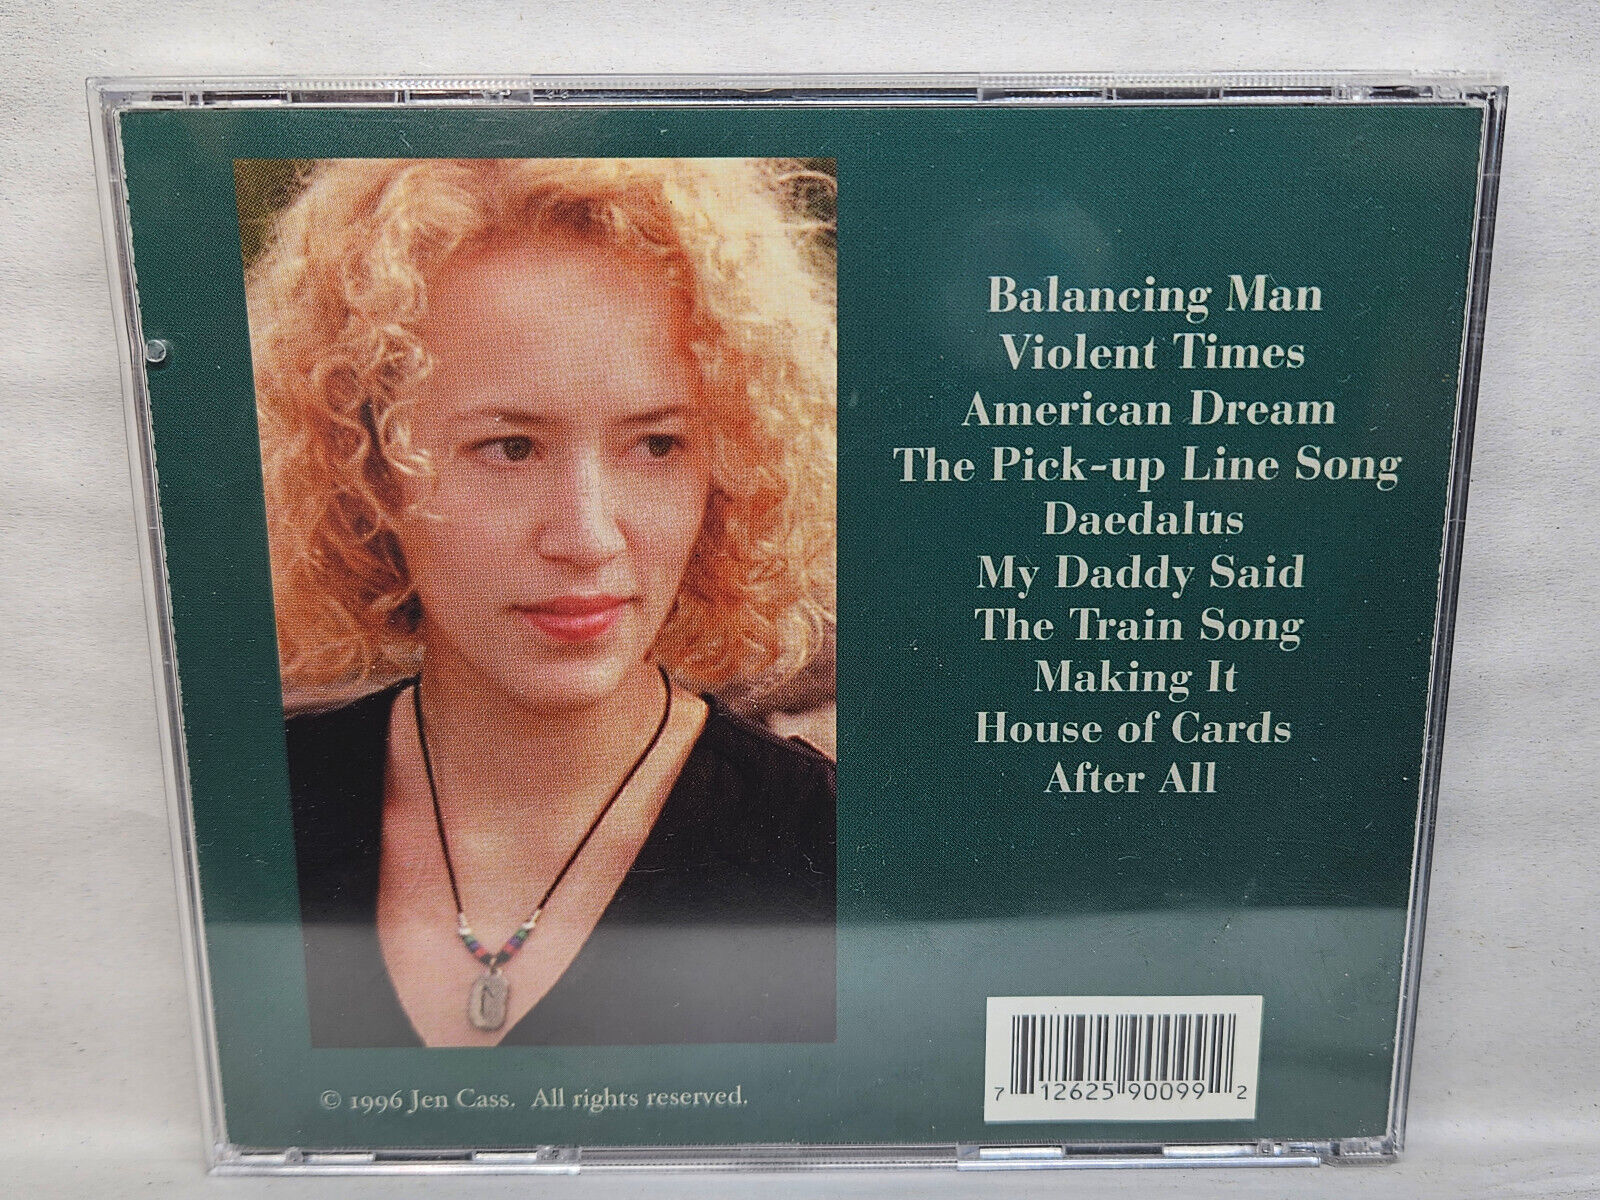 Balancing Man
Violent Times
American Dream
The Pick-up Line Song
Daedalus
My Daddy Said
The Train Song
Making It
House of Cards
After All
© 1996 Jen Cass. All rights reserved.
7 12625 90099 2